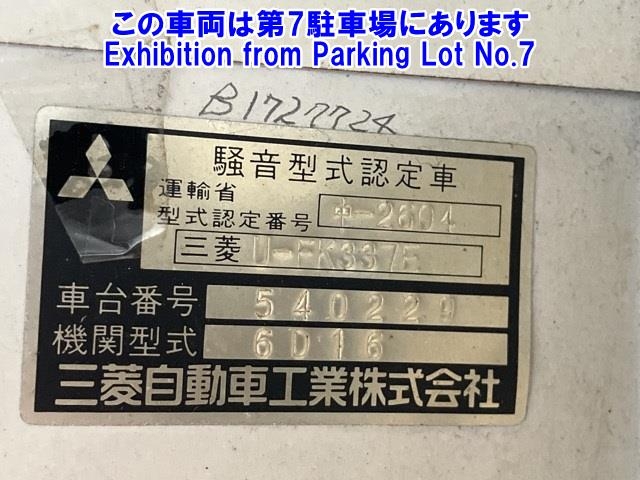 この車両は第7駐車場にあります
Exhibition from Parking Lot No.7
B1727724
騒音型式認定車
運輸省
型式認定番号 中-2604
三菱 U-FK337E
車台番号 540229
機関型式 6D16
三菱自動車工業株式会社